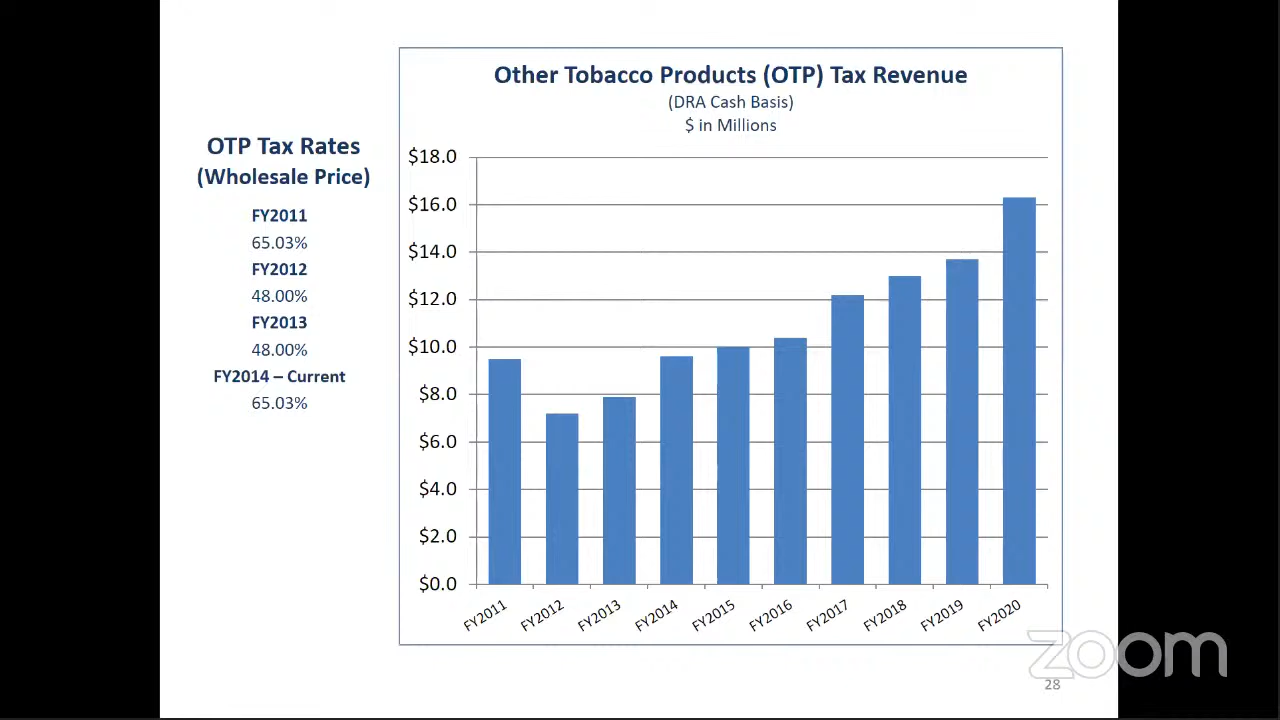 OTP Tax Rates
(Wholesale Price)
FY2011
65.03%
FY2012
48.00%
FY2013
48.00%
FY2014 – Current
65.03%
Other Tobacco Products (OTP) Tax Revenue
(DRA Cash Basis)
$ in Millions
$18.0
$16.0
$14.0
$12.0
$10.0
$8.0
$6.0
$4.0
$2.0
$0.0
FY2011
FY2012
FY2013
FY2014
FY2015
FY2016
FY2017
FY2018
FY2019
FY2020
zoom
28